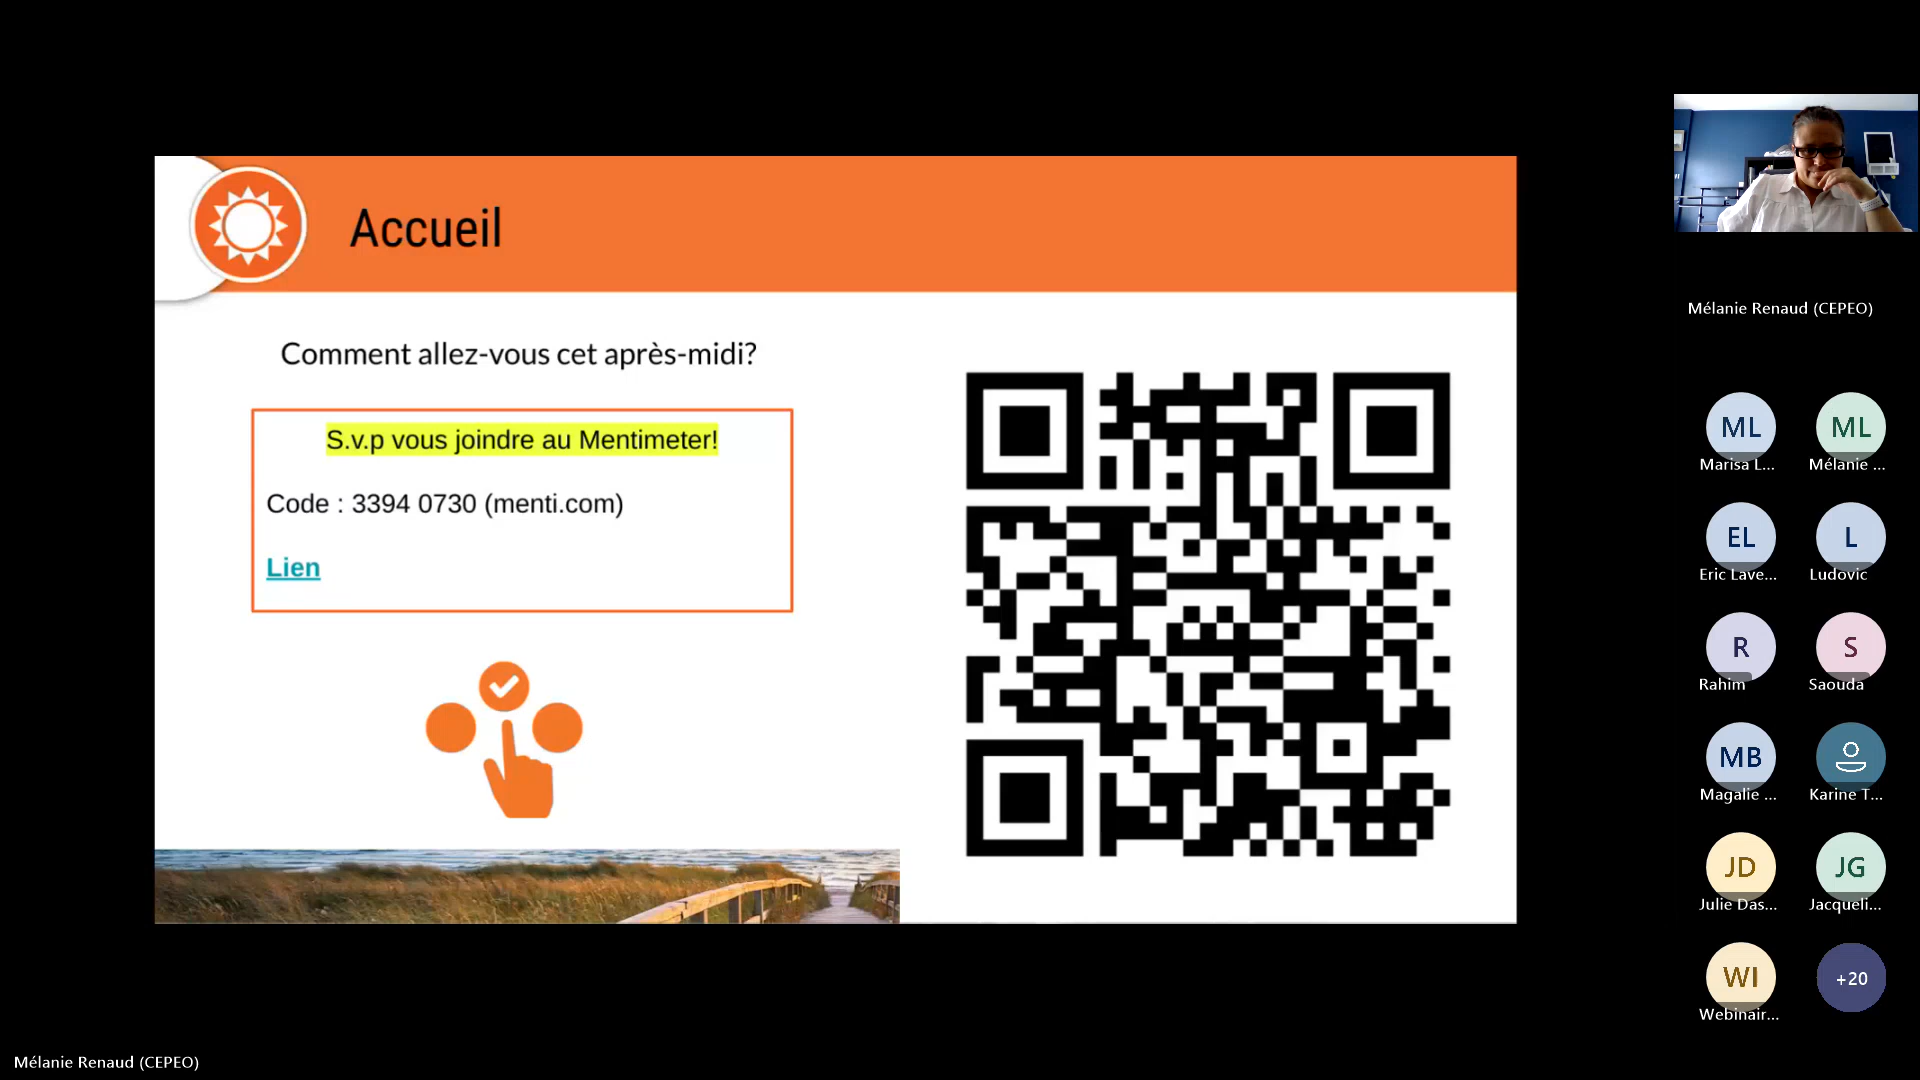 Accueil
Comment allez-vous cet après-midi?
S.v.p vous joindre au Mentimeter!
Code : 3394 0730 (menti.com)
Lien
Mélanie Renaud (CEPEO)
ML
ML
Marisa L...
Mélanie ...
EL
L
Eric Lave...
Ludovic
R
S
Rahim
Saouda
MB
Magalie ...
Karine T...
JD
JG
Julie Das...
Jacqueli...
WI
+20
Webinair...
Mélanie Renaud (CEPEO)